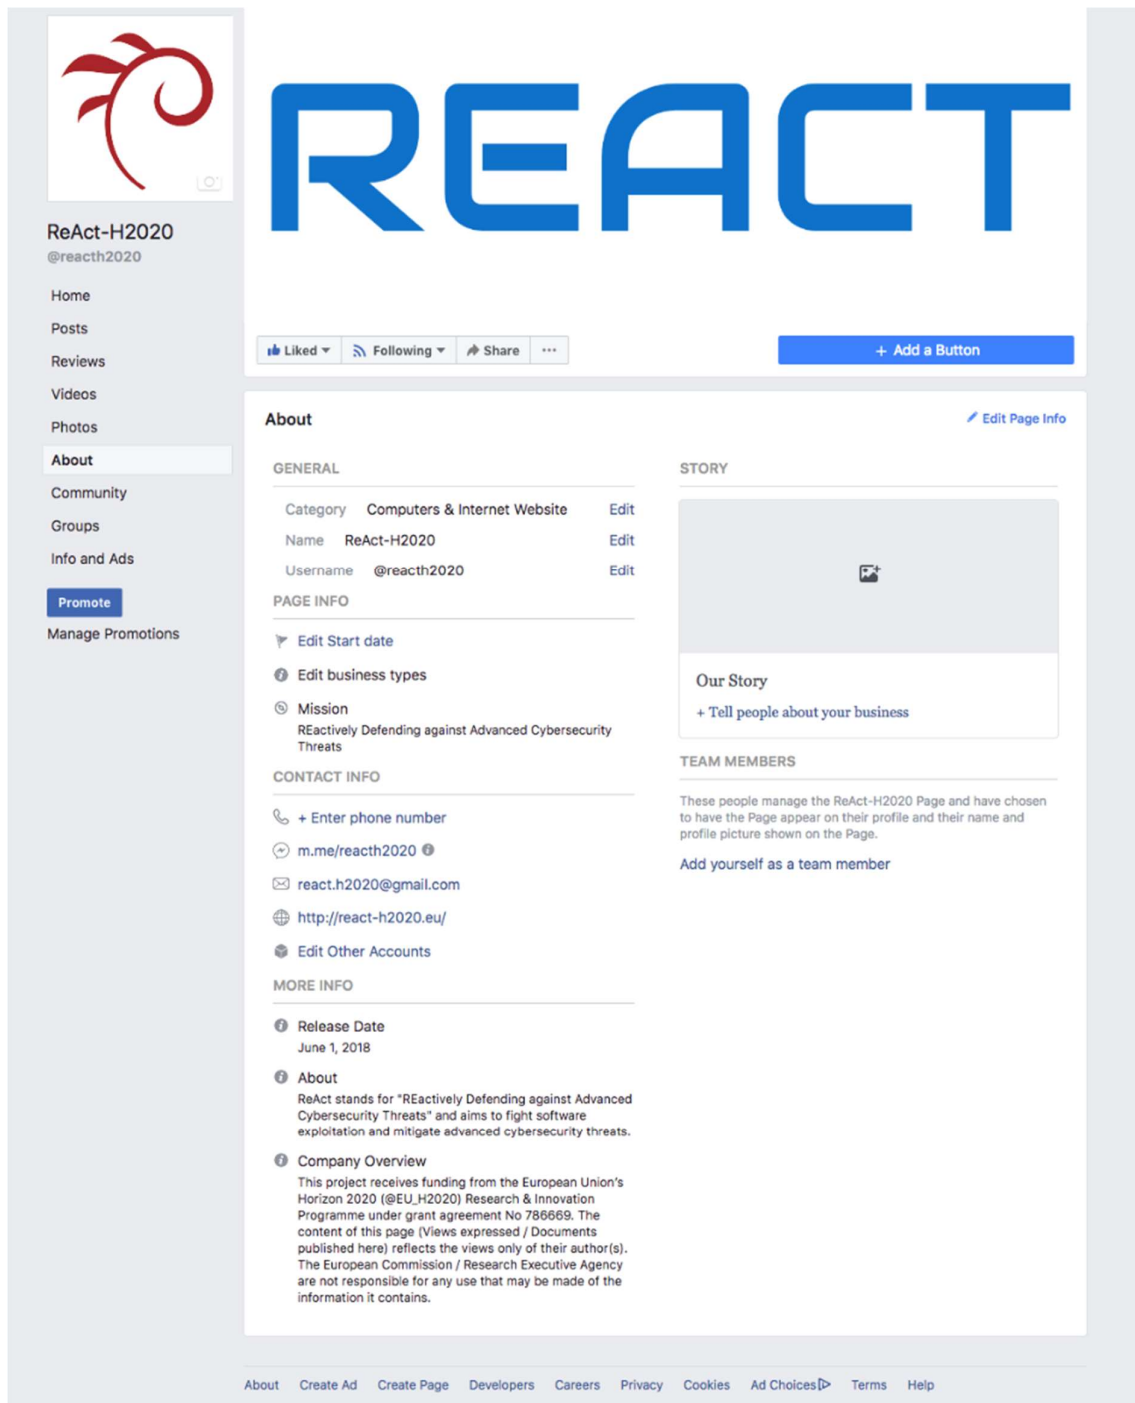 REACT
ReAct-H2020
@reacth2020
Home
Posts
Reviews
Videos
Photos
About
Community
Groups
Info and Ads
Promote
Manage Promotions
Liked
Following
Share
+ Add a Button
About
Edit Page Info
GENERAL
Category Computers & Internet Website Edit
Name ReAct-H2020 Edit
Username @reacth2020 Edit
PAGE INFO
Edit Start date
Edit business types
Mission
REactively Defending against Advanced Cybersecurity
Threats
CONTACT INFO
+ Enter phone number
m.me/reacth2020
react.h2020@gmail.com
http://react-h2020.eu/
Edit Other Accounts
MORE INFO
Release Date
June 1, 2018
About
ReAct stands for "REactively Defending against Advanced
Cybersecurity Threats" and aims to fight software
exploitation and mitigate advanced cybersecurity threats.
Company Overview
This project receives funding from the European Union's
Horizon 2020 (@EU_H2020) Research & Innovation
Programme under grant agreement No 786669. The
content of this page (Views expressed / Documents
published here) reflects the views only of their author(s).
The European Commission / Research Executive Agency
are not responsible for any use that may be made of the
information it contains.
STORY
Our Story
+ Tell people about your business
TEAM MEMBERS
These people manage the ReAct-H2020 Page and have chosen
to have the Page appear on their profile and their name and
profile picture shown on the Page.
Add yourself as a team member
About Create Ad Create Page Developers Careers Privacy Cookies Ad Choices Terms Help